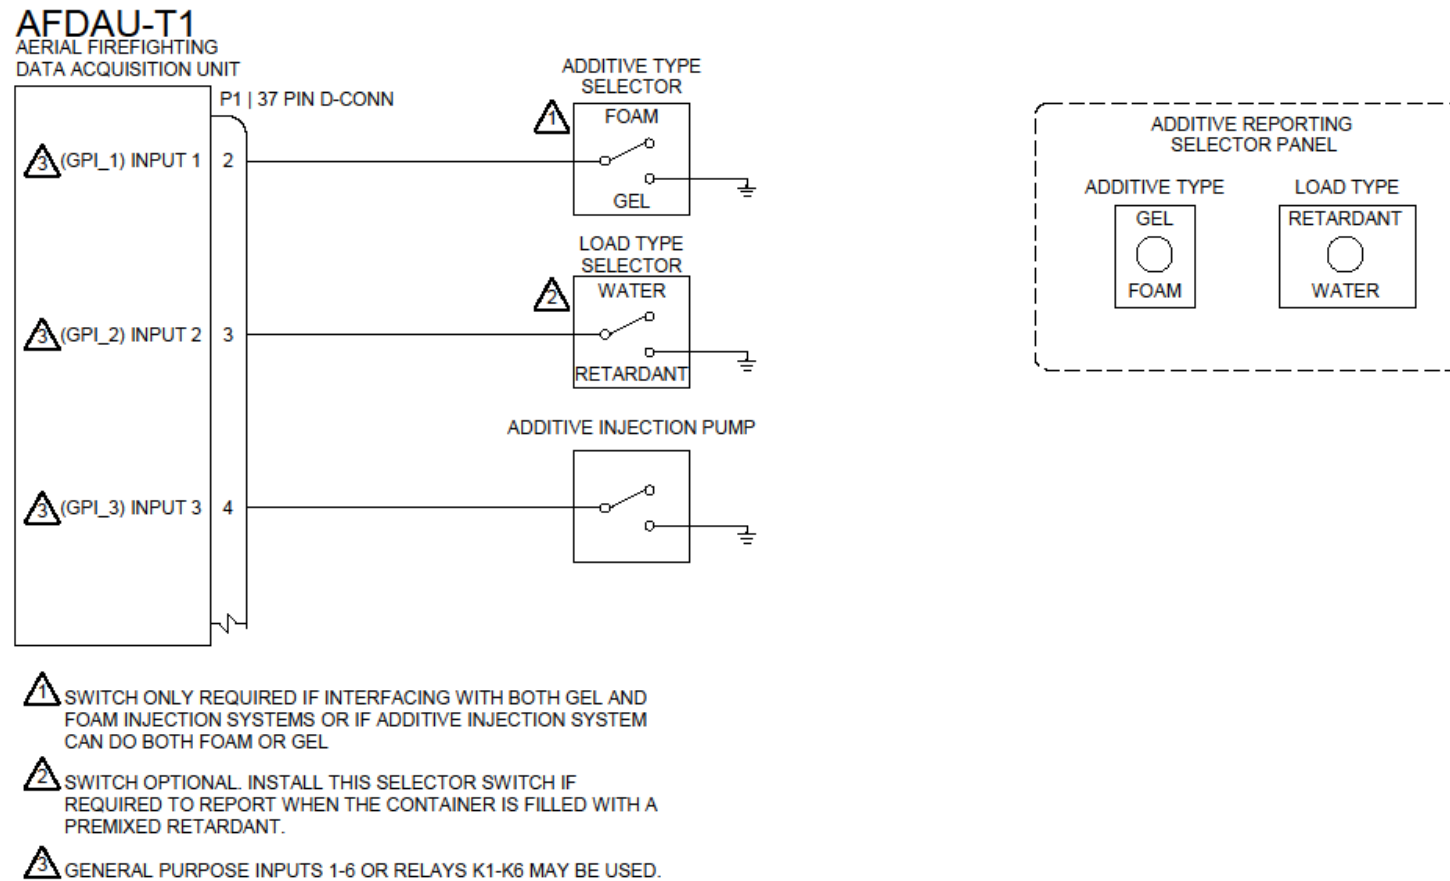 AFDAU-T1
AERIAL FIREFIGHTING
DATA ACQUISITION UNIT
P1 | 37 PIN D-CONN
3 (GPI_1) INPUT 1
2
3 (GPI_2) INPUT 2
3
3 (GPI_3) INPUT 3
4
ADDITIVE TYPE
SELECTOR
1
FOAM
GEL
LOAD TYPE
SELECTOR
2
WATER
RETARDANT
ADDITIVE INJECTION PUMP
ADDITIVE REPORTING
SELECTOR PANEL
ADDITIVE TYPE
GEL
FOAM
LOAD TYPE
RETARDANT
WATER
1 SWITCH ONLY REQUIRED IF INTERFACING WITH BOTH GEL AND
FOAM INJECTION SYSTEMS OR IF ADDITIVE INJECTION SYSTEM
CAN DO BOTH FOAM OR GEL
2 SWITCH OPTIONAL. INSTALL THIS SELECTOR SWITCH IF
REQUIRED TO REPORT WHEN THE CONTAINER IS FILLED WITH A
PREMIXED RETARDANT.
3 GENERAL PURPOSE INPUTS 1-6 OR RELAYS K1-K6 MAY BE USED.